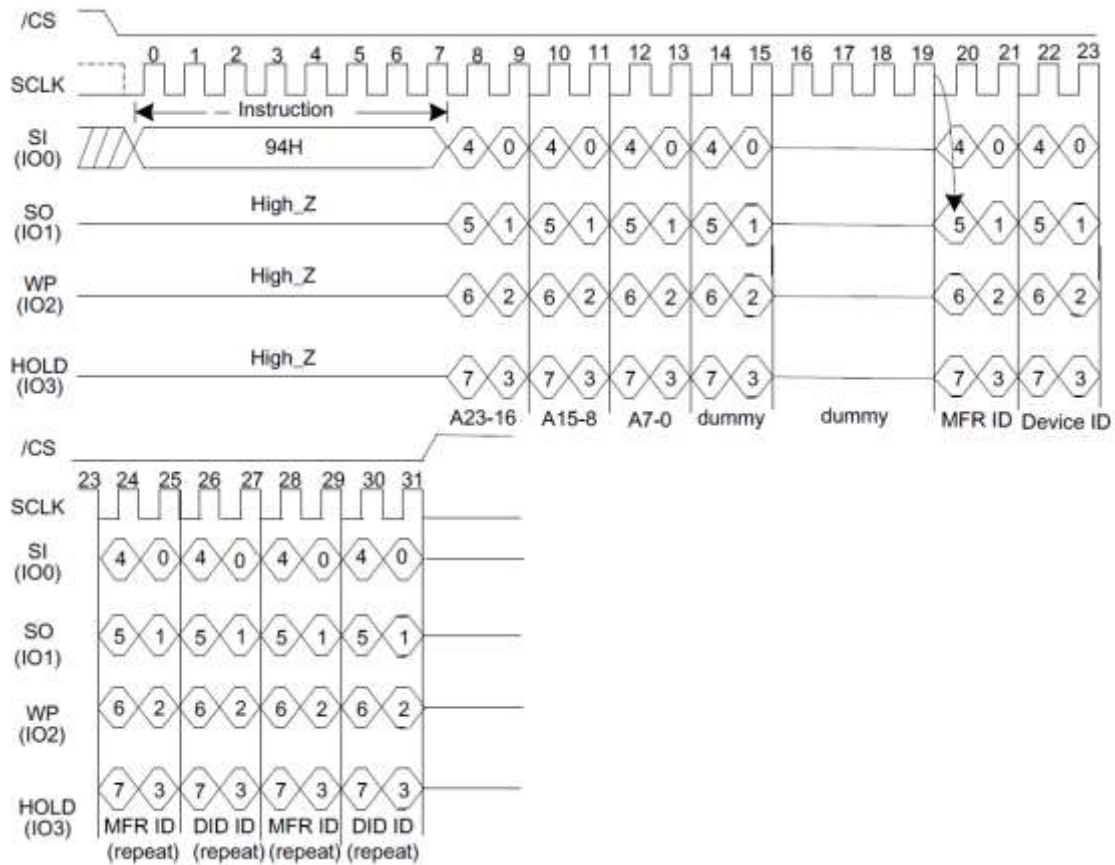 /CS
0 1 2 3 4 5 6 7 8 9 10 11 12 13 14 15 16 17 18 19 20 21 22 23
SCLK
Instruction
SI
(IO0)
94H
4 0 4 0 4 0 4 0 4 0 4 0
SO
(IO1)
High_Z
5 1 5 1 5 1 5 1 5 1 5 1
WP
(IO2)
High_Z
6 2 6 2 6 2 6 2 6 2 6 2
HOLD
(IO3)
High_Z
7 3 7 3 7 3 7 3 7 3 7 3
A23-16 A15-8 A7-0 dummy dummy MFR ID Device ID
/CS
23 24 25 26 27 28 29 30 31
SCLK
SI
(IO0)
4 0 4 0 4 0 4 0
SO
(IO1)
5 1 5 1 5 1 5 1
WP
(IO2)
6 2 6 2 6 2 6 2
HOLD
(IO3)
7 3 7 3 7 3 7 3
MFR ID DID ID MFR ID DID ID
(repeat) (repeat) (repeat) (repeat)